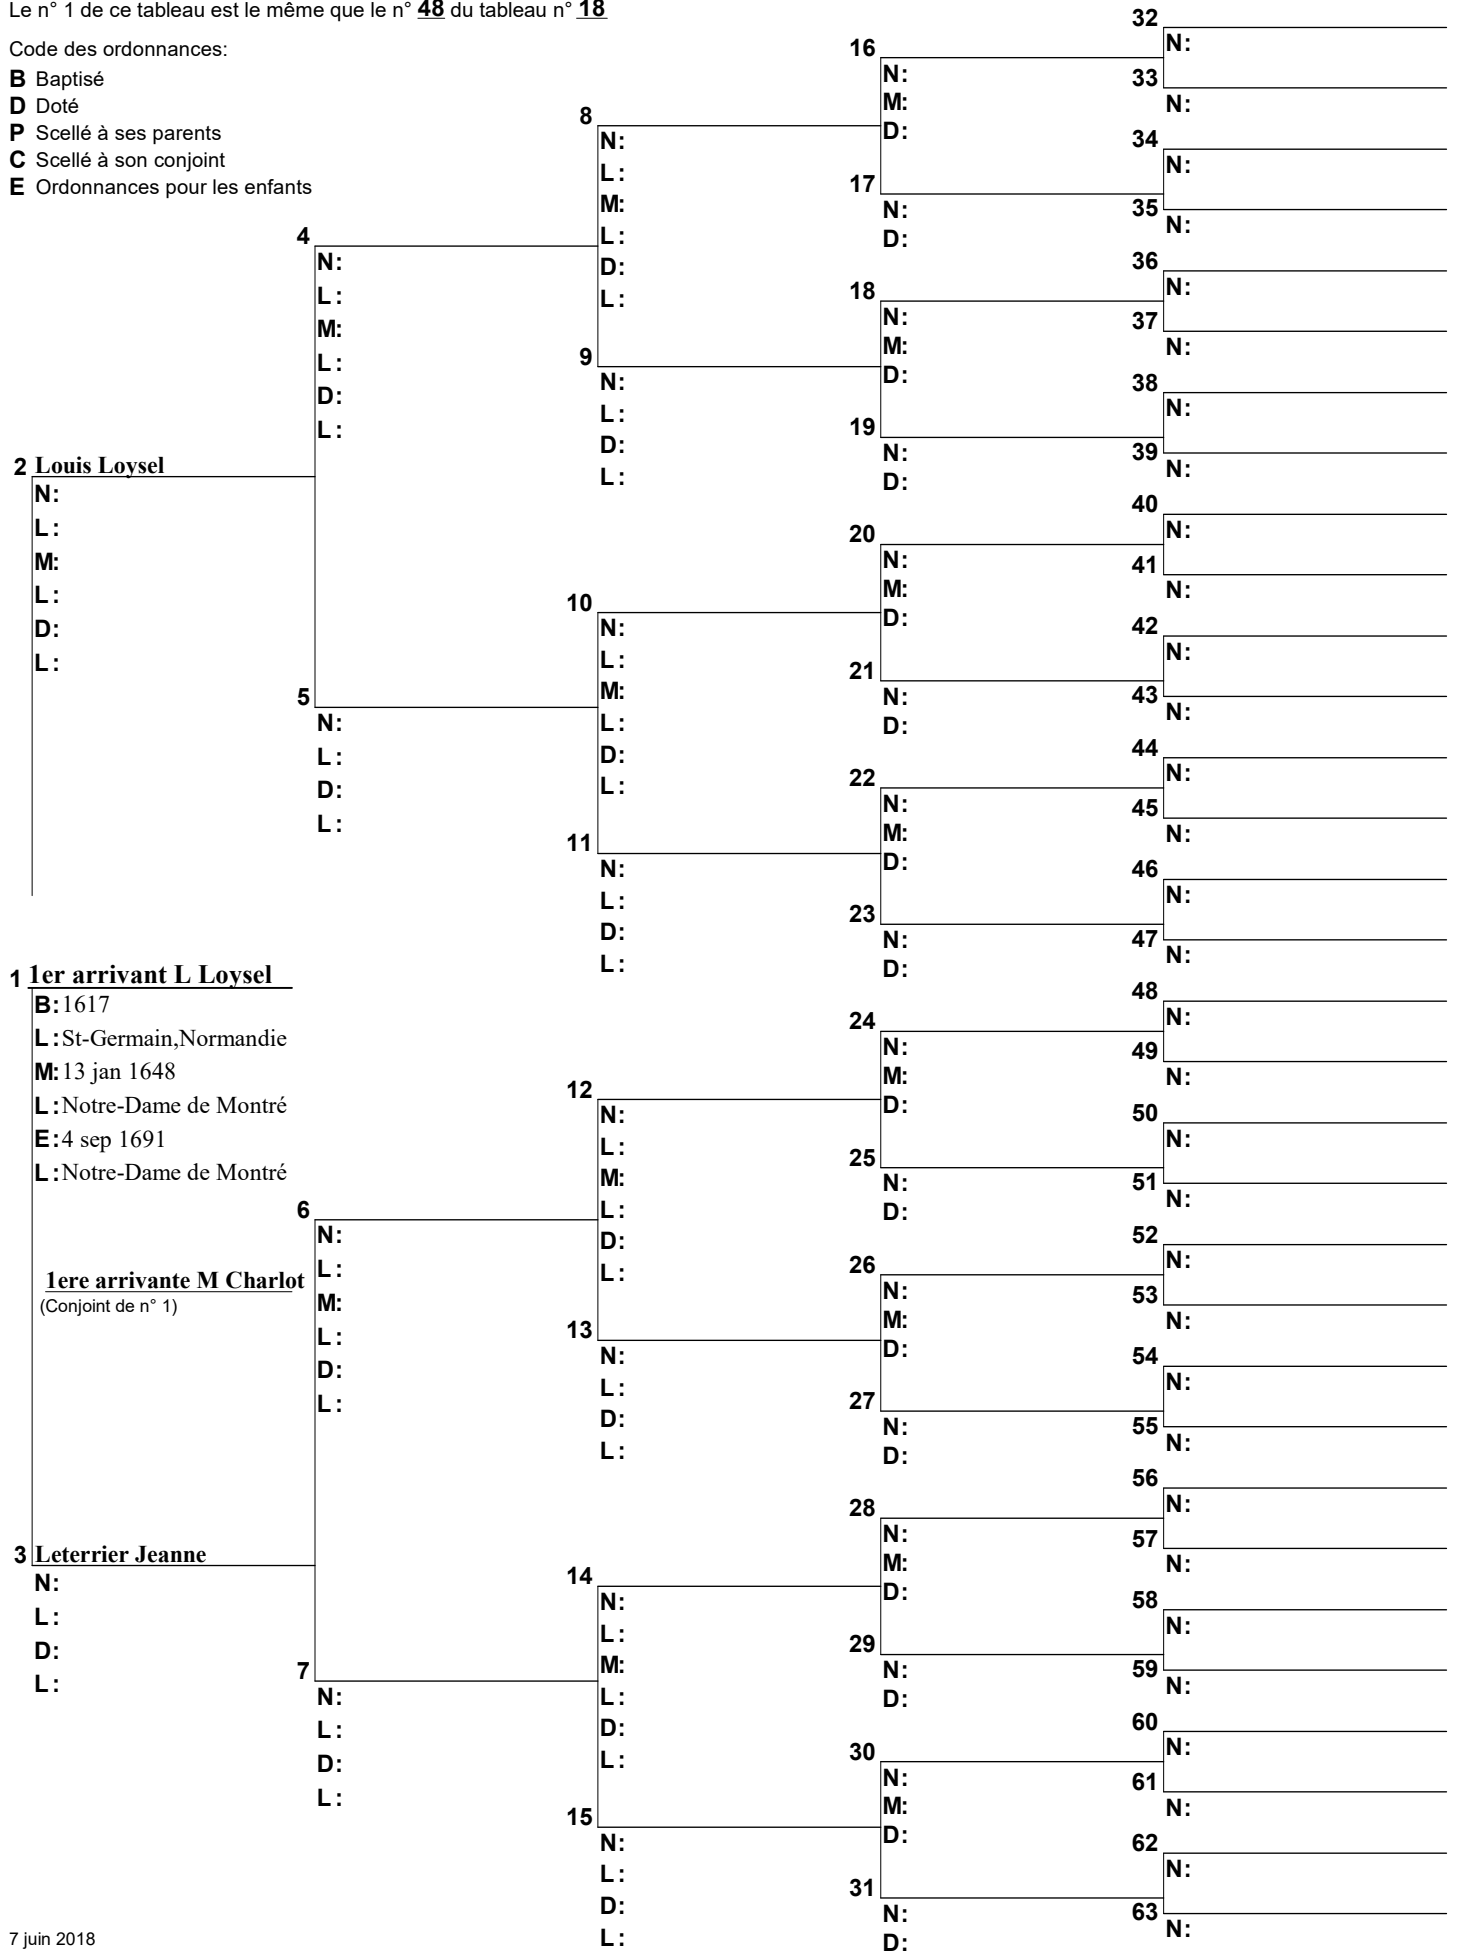 Le n° 1 de ce tableau est le même que le n° 48 du tableau n° 18
Code des ordonnances:
B Baptisé
D Doté
P Scellé à ses parents
C Scellé à son conjoint
E Ordonnances pour les enfants
2 Louis Loysel
N:
L:
M:
L:
D:
L:
1 1er arrivant L Loysel
B: 1617
L: St-Germain,Normandie
M: 13 jan 1648
L: Notre-Dame de Montré
E: 4 sep 1691
L: Notre-Dame de Montré
1ere arrivante M Charlot
(Conjoint de n° 1)
3 Leterrier Jeanne
N:
L:
D:
L:
4
N:
L:
M:
L:
D:
L:
5
N:
L:
D:
L:
6
N:
L:
M:
L:
D:
L:
7
N:
L:
D:
L:
8
N:
L:
M:
L:
D:
L:
9
N:
L:
D:
L:
10
N:
L:
M:
L:
D:
L:
11
N:
L:
D:
L:
12
N:
L:
M:
L:
D:
L:
13
N:
L:
D:
L:
14
N:
L:
M:
L:
D:
L:
15
N:
L:
D:
L:
16
N:
M:
D:
17
N:
D:
18
N:
M:
D:
19
N:
D:
20
N:
M:
D:
21
N:
D:
22
N:
M:
D:
23
N:
D:
24
N:
M:
D:
25
N:
D:
26
N:
M:
D:
27
N:
D:
28
N:
M:
D:
29
N:
D:
30
N:
M:
D:
31
N:
D:
32
N:
33
N:
34
N:
35
N:
36
N:
37
N:
38
N:
39
N:
40
N:
41
N:
42
N:
43
N:
44
N:
45
N:
46
N:
47
N:
48
N:
49
N:
50
N:
51
N:
52
N:
53
N:
54
N:
55
N:
56
N:
57
N:
58
N:
59
N:
60
N:
61
N:
62
N:
63
N:
7 juin 2018